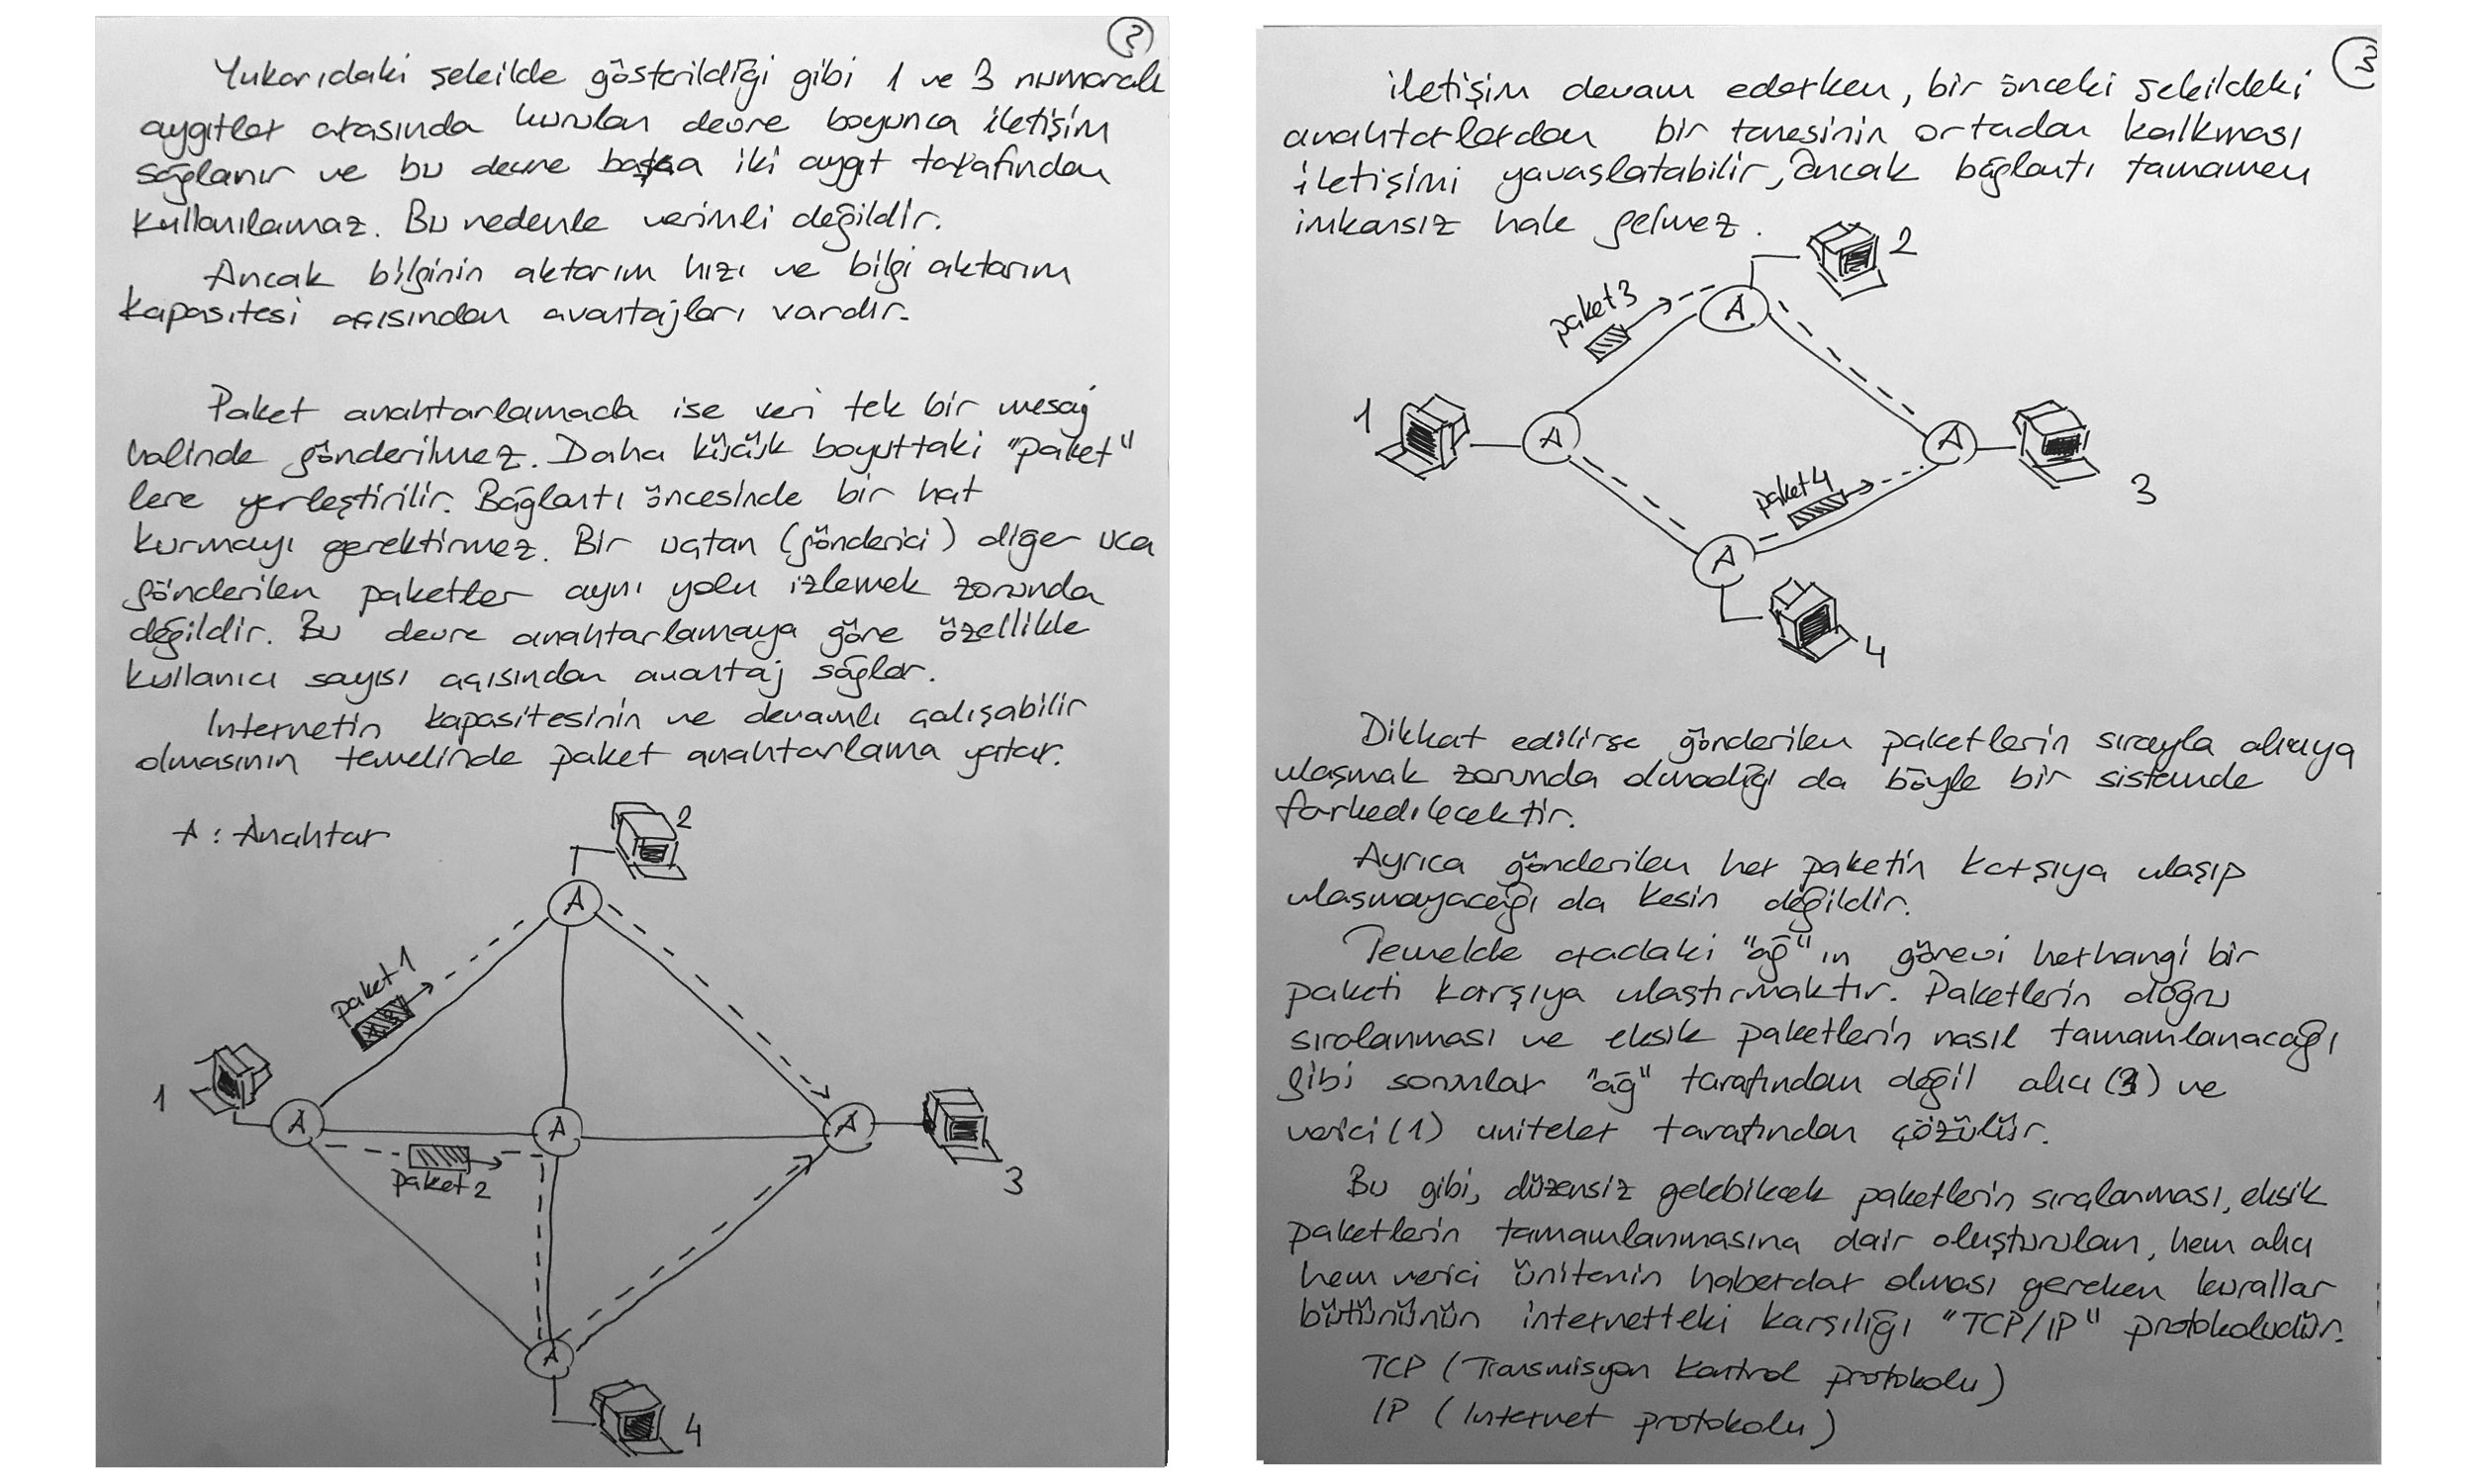 2
Yukarıdaki şekilde gösterildiği gibi 1 ve 3 numaralı
aygıtlar arasında kurulan devre boyunca iletişim
sağlanır ve bu devre başka iki aygıt tarafından
kullanılamaz. Bu nedenle verimli değildir.
Ancak bilginin aktarım hızı ve bilgi aktarım
kapasitesi açısından avantajları vardır.
Paket anahtarlamada ise veri tek bir mesaj
halinde gönderilmez. Daha küçük boyuttaki "paket"
lere yerleştirilir. Bağlantı öncesinde bir hat
kurmayı gerektirmez. Bir uçtan (gönderici) diğer uca
gönderilen paketler aynı yolu izlemek zorunda
değildir. Bu devre anahtarlamaya göre özellikle
kullanıcı sayısı açısından avantaj sağlar.
Internetin kapasitesinin ve devamlı çalışabilir
olmasının temelinde paket anahtarlama yatar.
A : Anahtar
2
A
paket 1
1
A
A
A
paket 2
3
A
4
3
iletişim devam ederken, bir önceki şekildeki
anahtarlardan bir tanesinin ortadan kalkması
iletişimi yavaşlatabilir, ancak bağlantı tamamen
imkansız hale gelmez.
2
paket 3
A
1
A
A
paket 4
3
A
4
Dikkat edilirse gönderilen paketlerin sırayla alıcıya
ulaşmak zorunda olmadığı da böyle bir sistemde
farkedilecektir.
Ayrıca gönderilen her paketin karşıya ulaşıp
ulaşmayacağı da kesin değildir.
Temelde aradaki "ağ"ın görevi herhangi bir
paketi karşıya ulaştırmaktır. Paketlerin doğru
sıralanması ve eksik paketlerin nasıl tamamlanacağı
gibi sorunlar "ağ" tarafından değil alıcı (3) ve
verici (1) üniteler tarafından çözülür.
Bu gibi, düzensiz gelebilecek paketlerin sıralanması, eksik
paketlerin tamamlanmasına dair oluşturulan, hem alıcı
hem verici ünitenin haberdar olması gereken kurallar
bütününün internetteki karşılığı "TCP/IP" protokoludür.
TCP (Transmisyon kontrol protokolu)
IP (Internet protokolu)